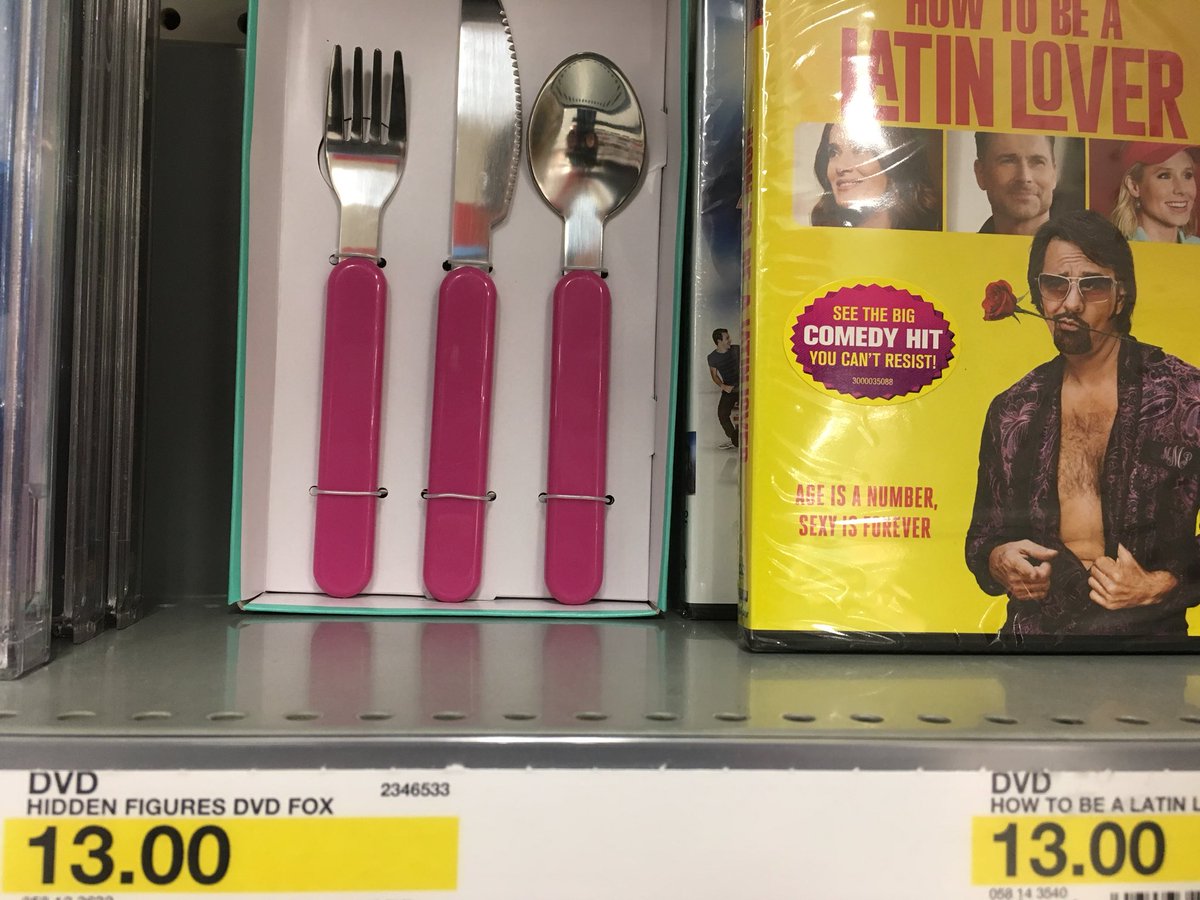 HOW TO BE A
LATIN LOVER
SEE THE BIG
COMEDY HIT
YOU CAN'T RESIST!
3000035088
AGE IS A NUMBER,
SEXY IS FOREVER
DVD
HIDDEN FIGURES DVD FOX
2346533
13.00
DVD
HOW TO BE A LATIN L
13.00
058 14 3540